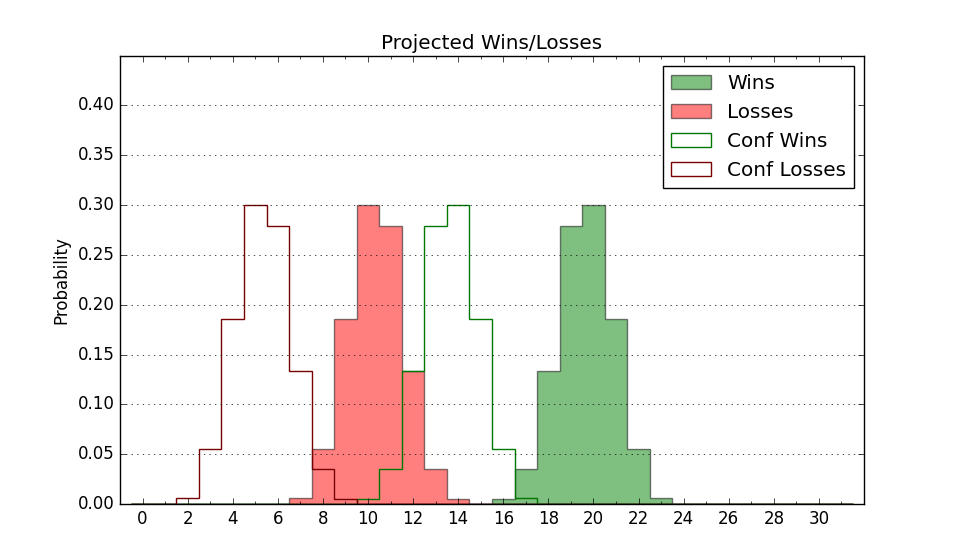 Projected Wins/Losses
Wins
Losses
Conf Wins
Conf Losses
Probability
0.40
0.35
0.30
0.25
0.20
0.15
0.10
0.05
0.00
0 2 4 6 8 10 12 14 16 18 20 22 24 26 28 30